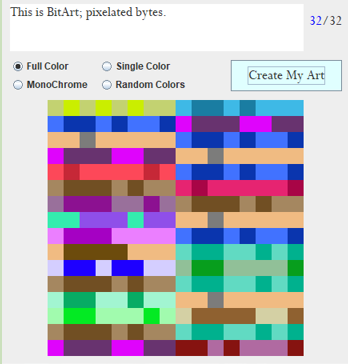 This is BitArt; pixelated bytes.
32/32
Full Color
Single Color
MonoChrome
Random Colors
Create My Art